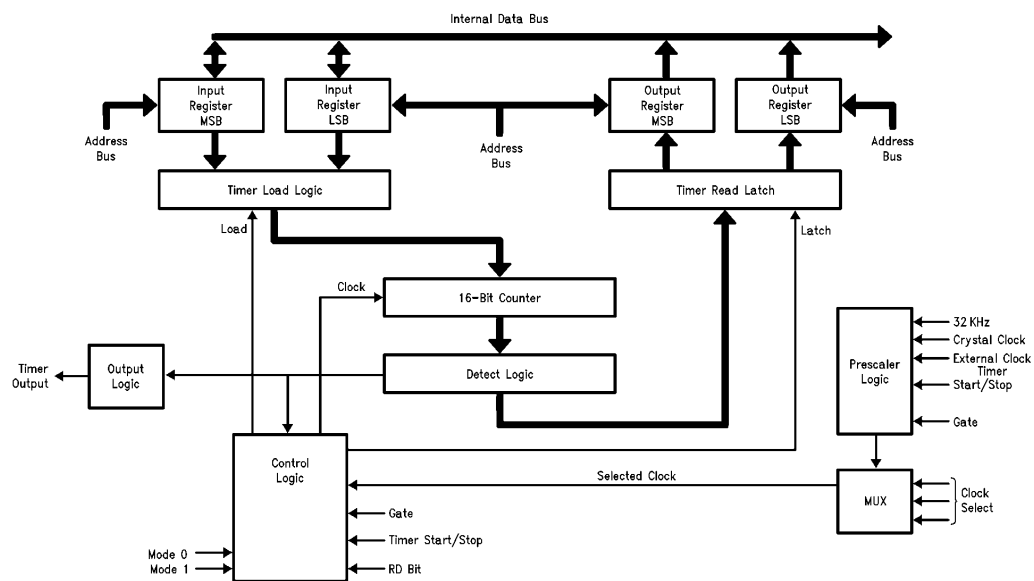 Internal Data Bus
Input
Register
MSB
Input
Register
LSB
Output
Register
MSB
Output
Register
LSB
Address
Bus
Address
Bus
Address
Bus
Timer Load Logic
Timer Read Latch
Load
Latch
Clock
16-Bit Counter
Timer
Output
Output
Logic
Detect Logic
Prescaler
Logic
32 KHz
Crystal Clock
External Clock
Timer
Start/Stop
Gate
Control
Logic
Selected Clock
MUX
Clock
Select
Gate
Timer Start/Stop
Mode 0
Mode 1
RD Bit